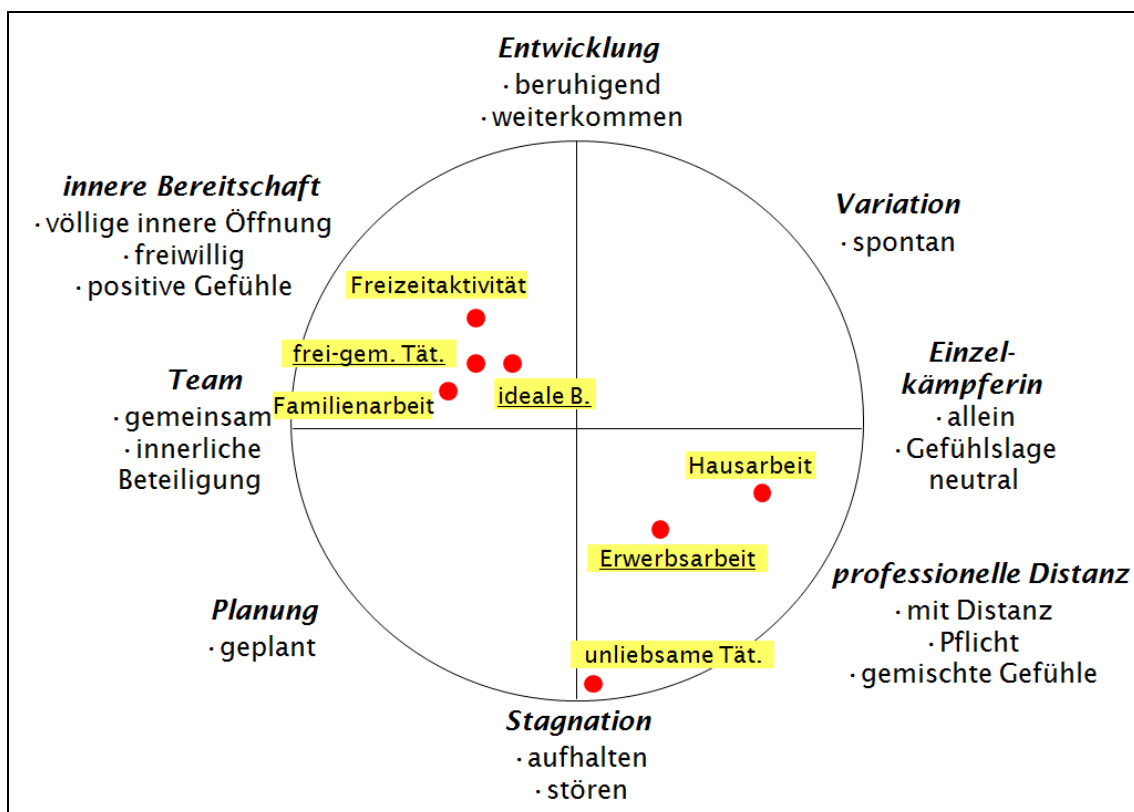 Entwicklung
· beruhigend
· weiterkommen
innere Bereitschaft
· völlige innere Öffnung
· freiwillig
· positive Gefühle
Variation
· spontan
Freizeitaktivität
frei-gem. Tät.
ideale B.
Familienarbeit
Team
· gemeinsam
· innerliche
Beteiligung
Einzel-
kämpferin
· allein
· Gefühlslage
neutral
Hausarbeit
Erwerbsarbeit
professionelle Distanz
· mit Distanz
· Pflicht
· gemischte Gefühle
Planung
· geplant
unliebsame Tät.
Stagnation
· aufhalten
· stören